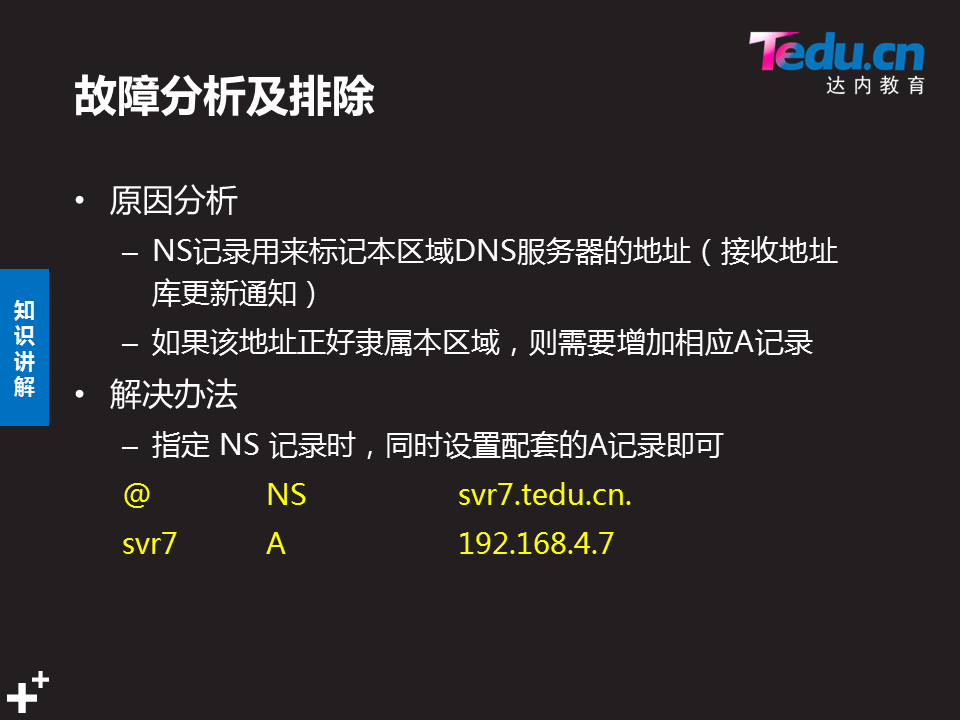 Tedu.cn
达内教育
故障分析及排除
• 原因分析
– NS记录用来标记本区域DNS服务器的地址（接收地址
库更新通知）
– 如果该地址正好隶属本区域，则需要增加相应A记录
• 解决办法
– 指定 NS 记录时，同时设置配套的A记录即可
@ NS svr7.tedu.cn.
svr7 A 192.168.4.7
知
识
讲
解